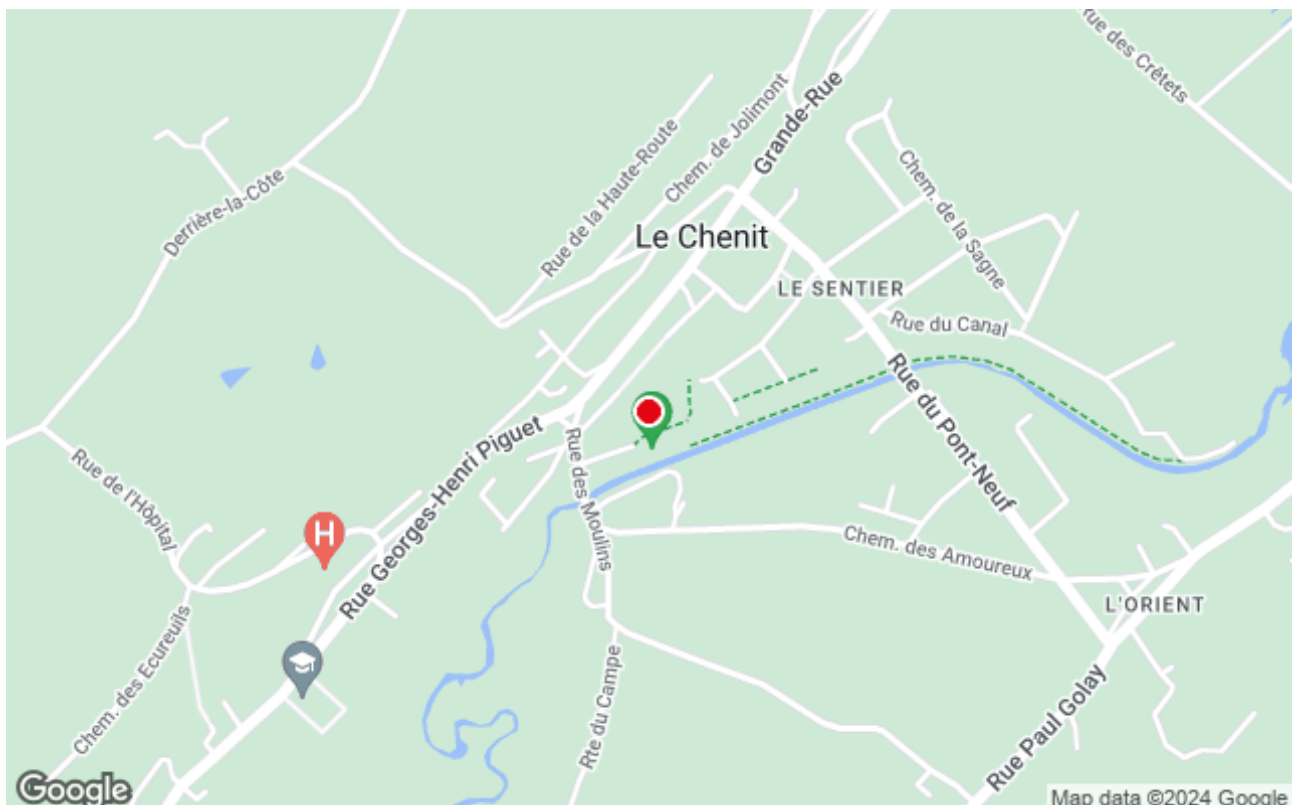 Rue des Crêtets
Grande-Rue
Chem. de Jolimont
Rue de la Haute-Route
Chem. de la Sagne
Derrière-la-Côte
Le Chenit
LE SENTIER
Rue du Canal
Rue du Pont-Neuf
Rue Georges-Henri Piguet
Rue des Moulins
Rue de l'Hôpital
H
Chem. des Amoureux
L'ORIENT
Chem. des Ecureuils
Rte du Campe
Rue Paul Golay
Google
Map data ©2024 Google